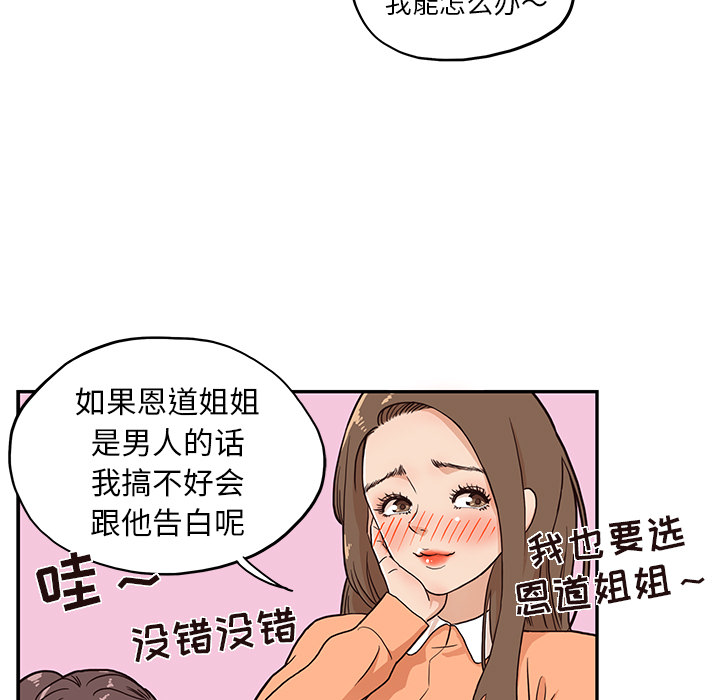 我能怎么办～
如果恩道姐姐
是男人的话
我搞不好会
跟他告白呢
哇～
没错没错
我也要选
恩道姐姐～